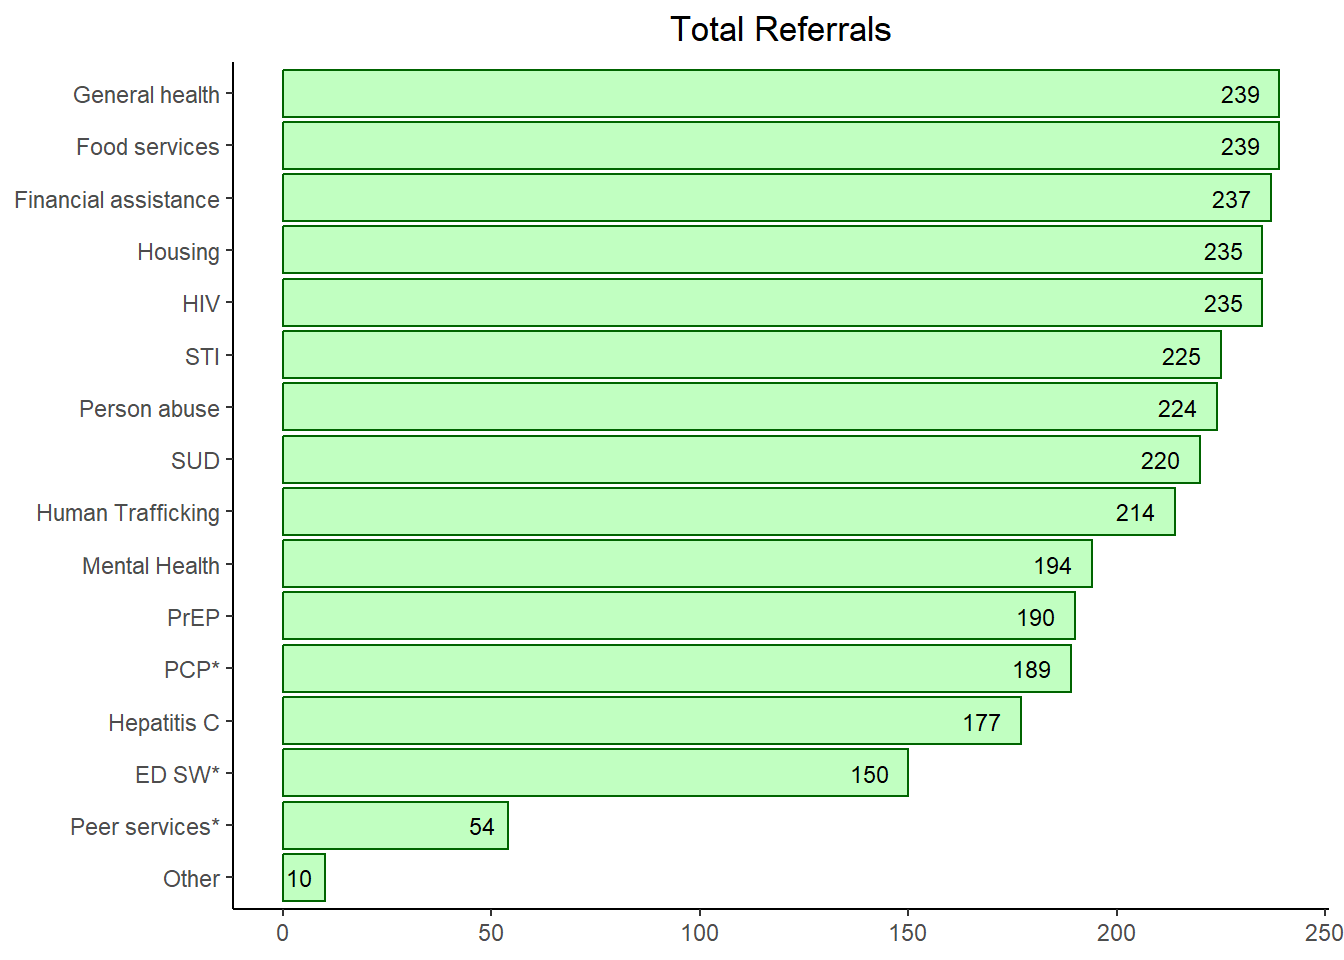 Total Referrals
General health 239
Food services 239
Financial assistance 237
Housing 235
HIV 235
STI 225
Person abuse 224
SUD 220
Human Trafficking 214
Mental Health 194
PrEP 190
PCP* 189
Hepatitis C 177
ED SW* 150
Peer services* 54
Other 10
0 50 100 150 200 250